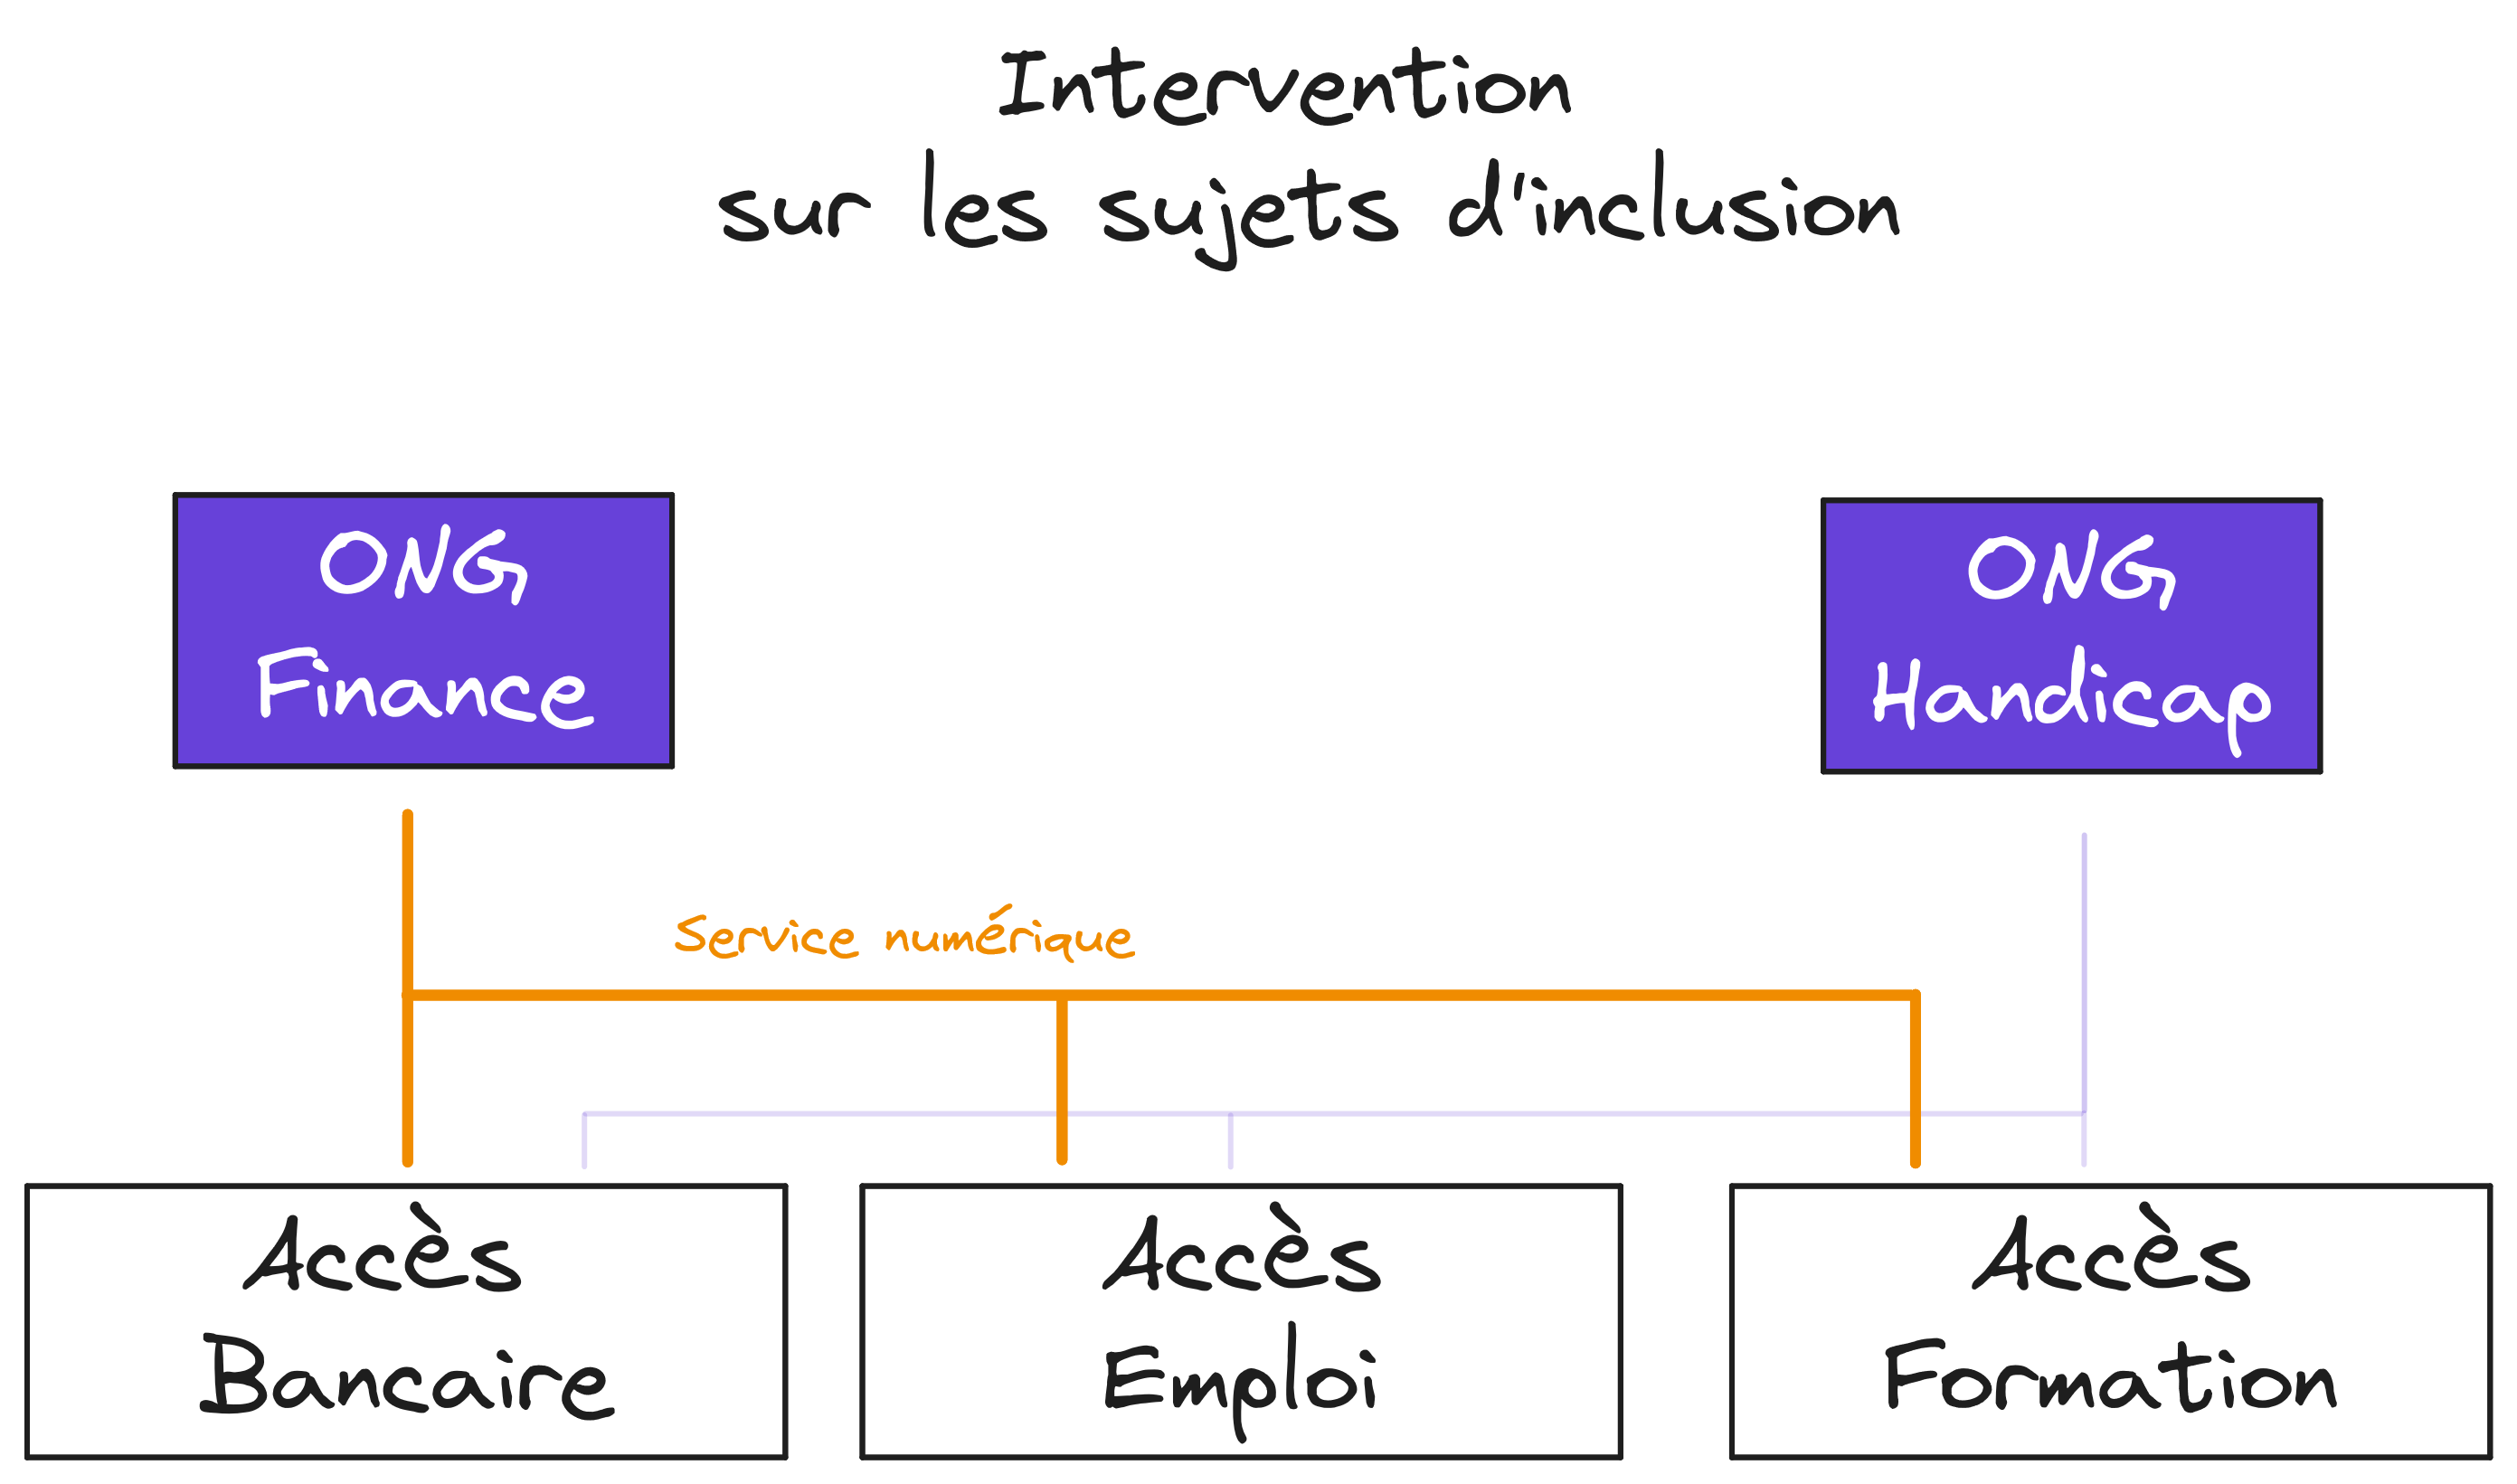 Intervention
sur les sujets d'inclusion
ONG
Finance
ONG
Handicap
Service numérique
Accès
Bancaire
Accès
Emploi
Accès
Formation